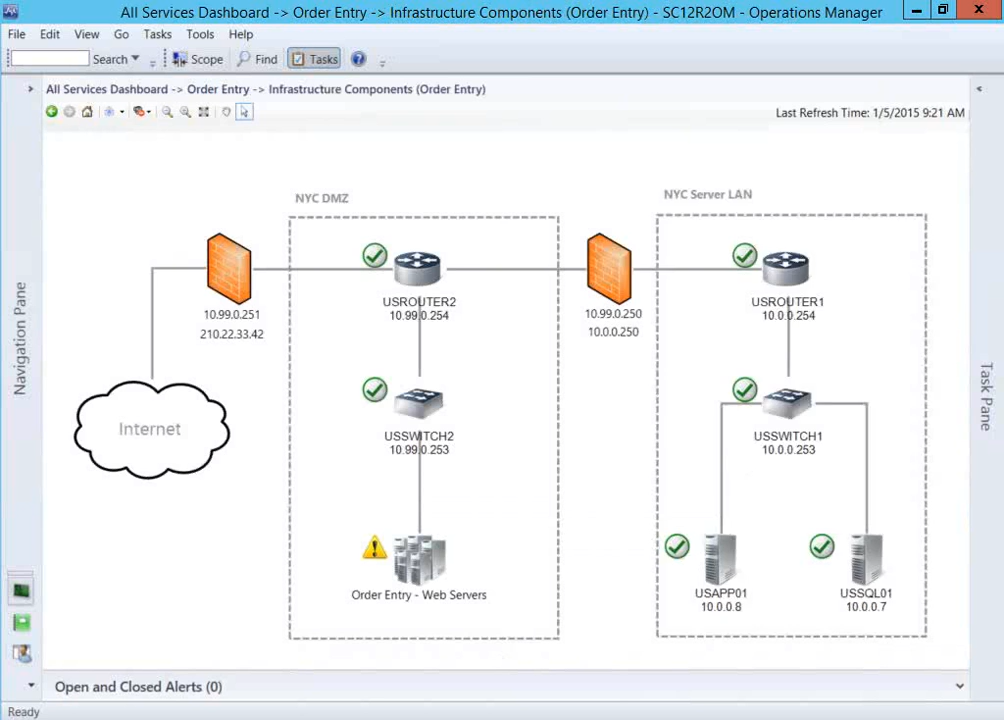 All Services Dashboard -> Order Entry -> Infrastructure Components (Order Entry) - SC12R2OM - Operations Manager
File Edit View Go Tasks Tools Help
Search Scope Find Tasks
All Services Dashboard -> Order Entry -> Infrastructure Components (Order Entry)
Last Refresh Time: 1/5/2015 9:21 AM
Navigation Pane
NYC DMZ
NYC Server LAN
10.99.0.251
210.22.33.42
USROUTER2
10.99.0.254
10.99.0.250
10.0.0.250
USROUTER1
10.0.0.254
Internet
USSWITCH2
10.99.0.253
USSWITCH1
10.0.0.253
Order Entry - Web Servers
USAPP01
10.0.0.8
USSQL01
10.0.0.7
Task Pane
Open and Closed Alerts (0)
Ready